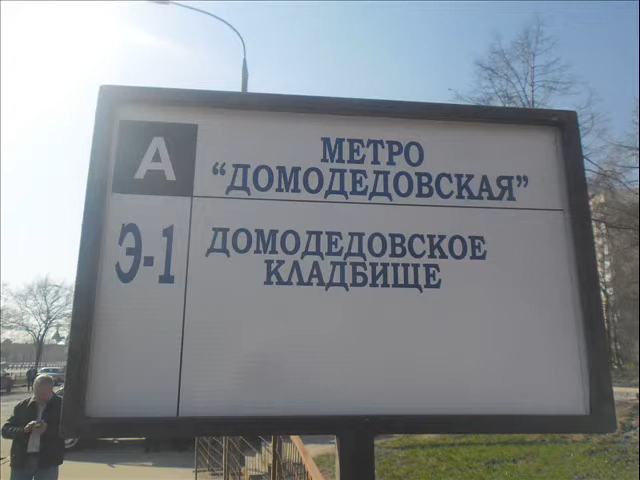 А
МЕТРО
“ДОМОДЕДОВСКАЯ”
Э-1
ДОМОДЕДОВСКОЕ
КЛАДБИЩЕ